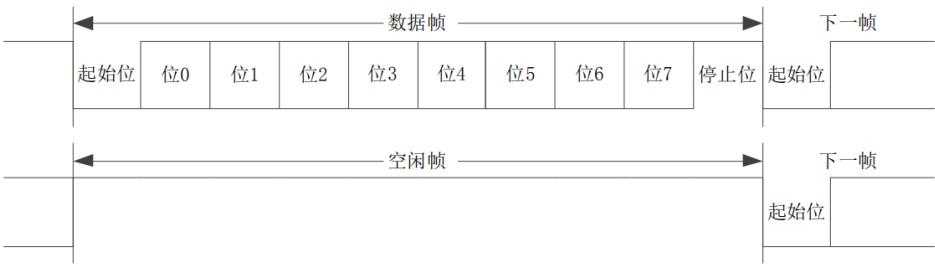 数据帧 下一帧
起始位 位0 位1 位2 位3 位4 位5 位6 位7 停止位 起始位
空闲帧 下一帧
起始位